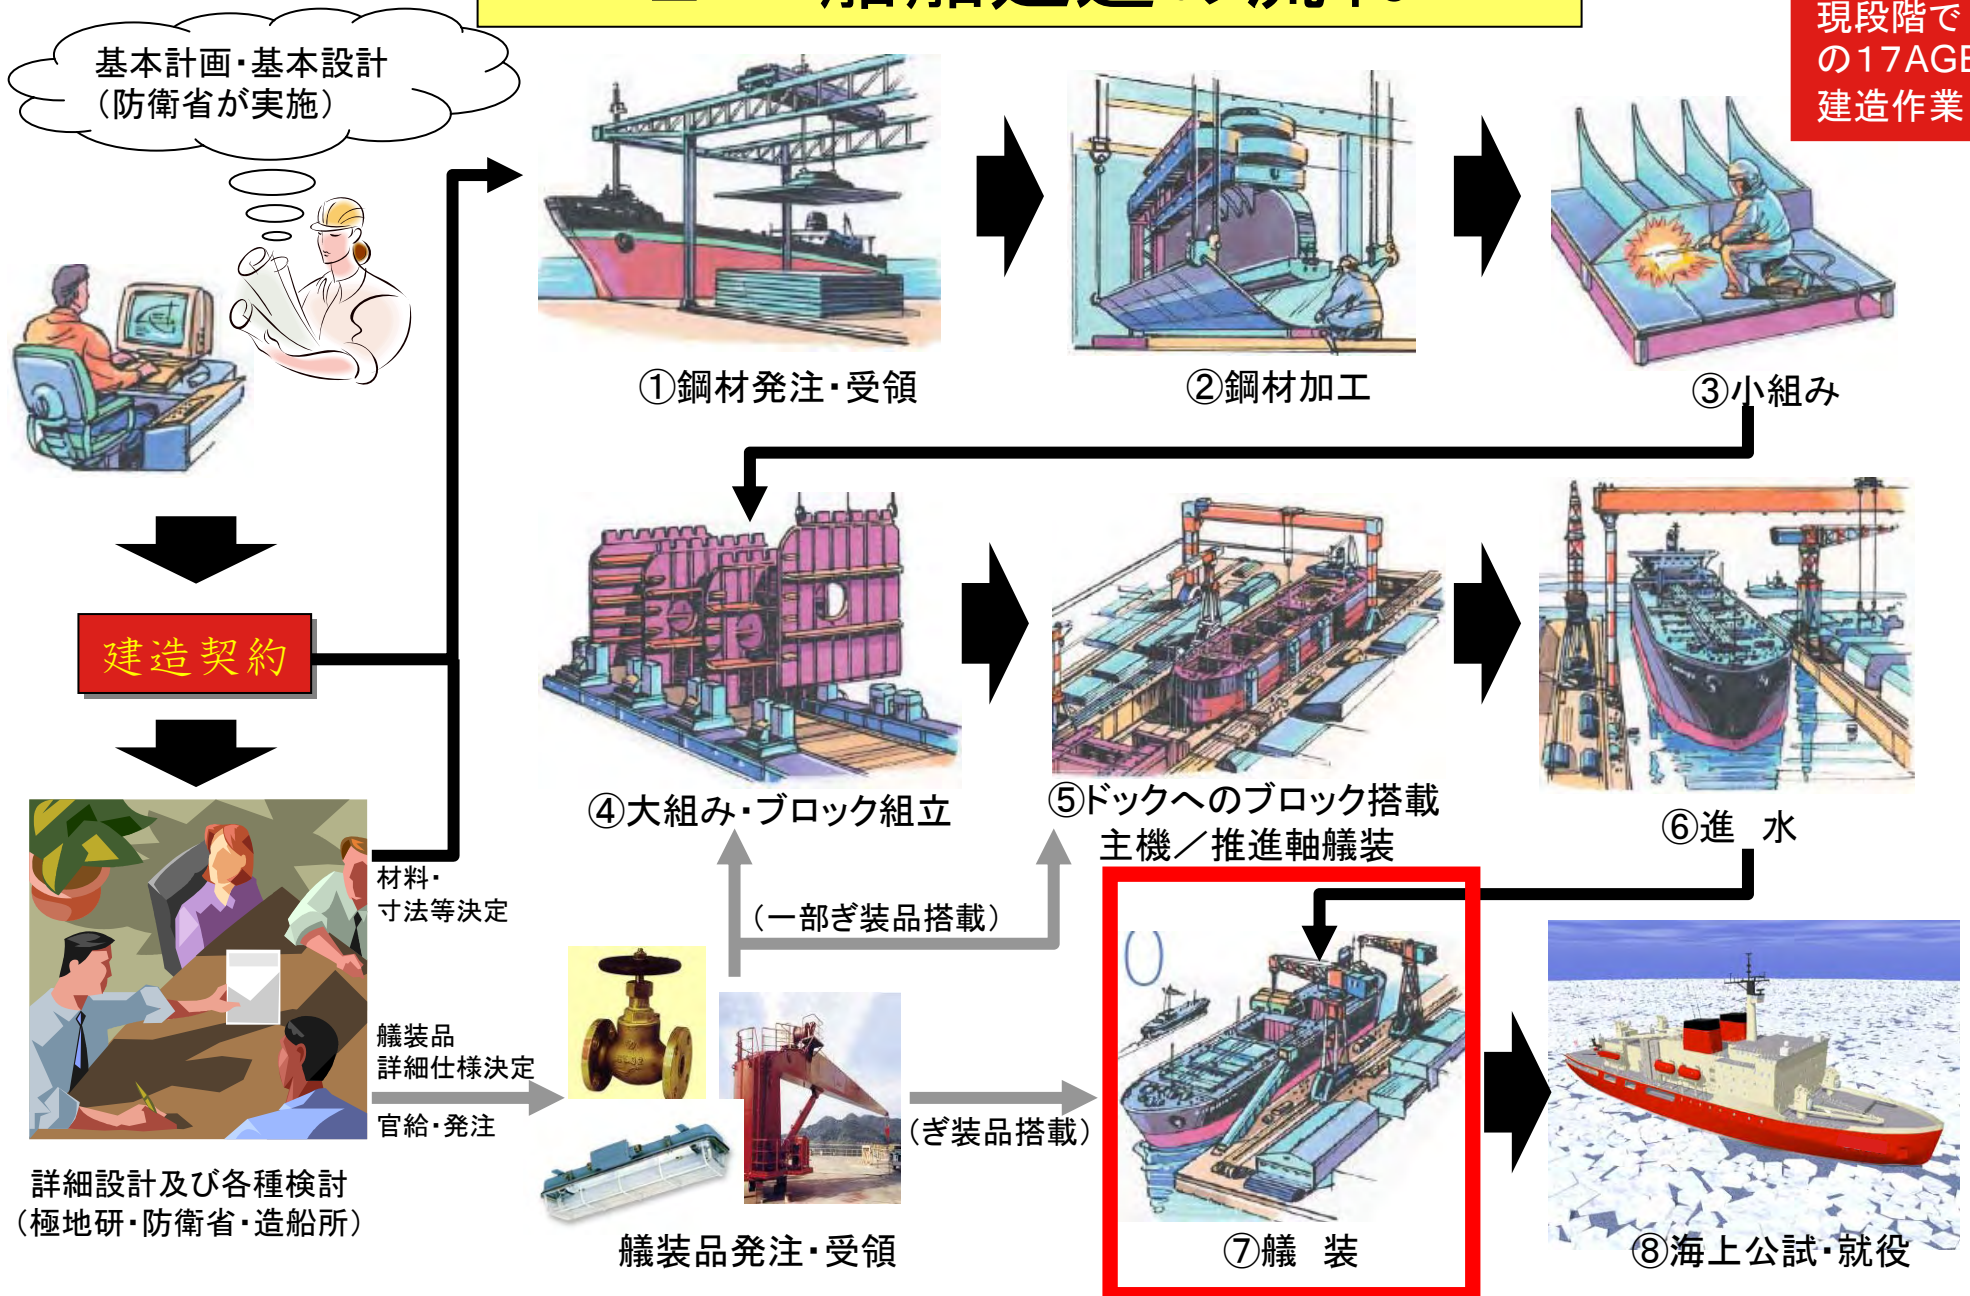 船舶建造の流れ
現段階で
の17AGB
建造作業
基本計画・基本設計
（防衛省が実施）
①鋼材発注・受領
②鋼材加工
③小組み
建造契約
④大組み・ブロック組立
⑤ドックへのブロック搭載
主機／推進軸艤装
⑥進　水
材料・
寸法等決定
（一部ぎ装品搭載）
艤装品
詳細仕様決定
官給・発注
（ぎ装品搭載）
詳細設計及び各種検討
（極地研・防衛省・造船所）
艤装品発注・受領
⑦艤　装
⑧海上公試・就役